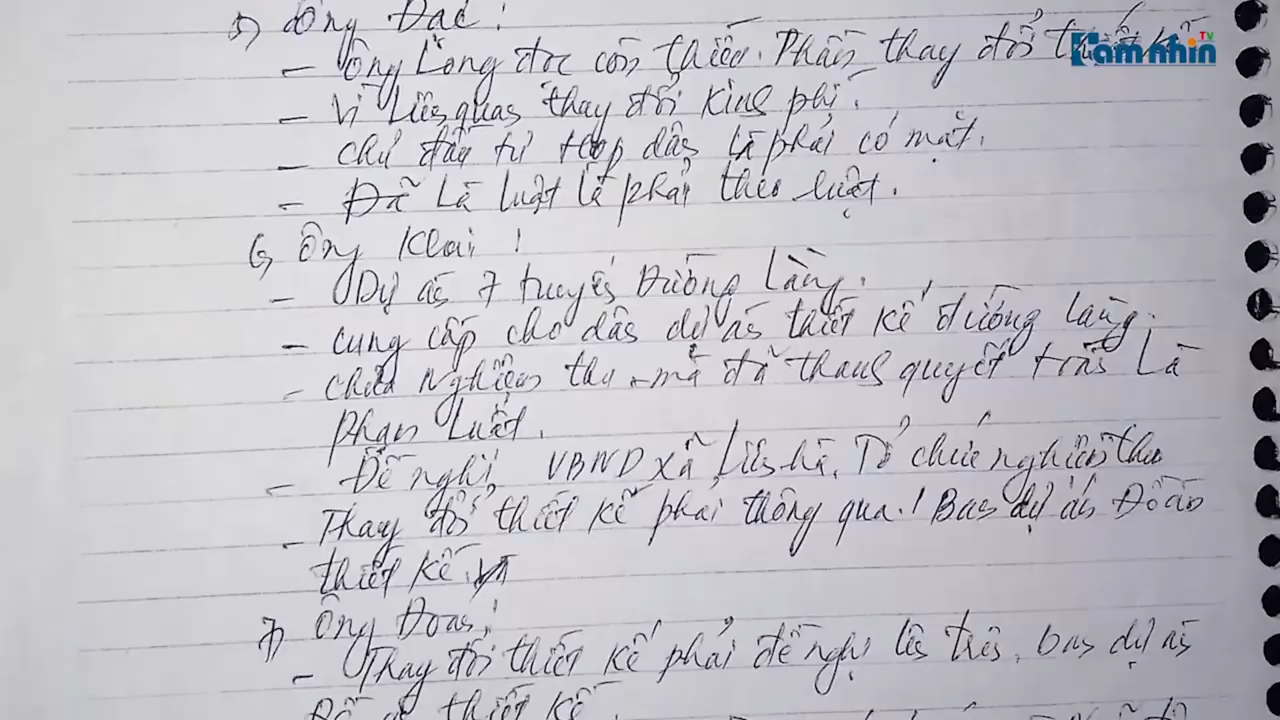 5) ông Đạc!
- Ông Long đọc còn thiếu. Phần thay đổi
TamnhìnTV
- Vì liên quan thay đổi kinh phí.
- Chủ đầu tư họp dân là phải có mặt.
- Đã là luật là phải theo luật.
6) Ông Khai!
- Dự án 7 tuyến đường làng.
- cung cấp cho dân dự án thiết kế đường làng.
- chưa nghiệm thu mà đã thanh quyết toán là
phạm luật.
- Đề nghị UBND xã Liên hà. Tổ chức nghiệm thu
- Thay đổi thiết kế phải thông qua! Ban dự án
thiết kế
7) Ông Đoan!
- Thay đổi thiết kế phải đề nghị lên trên. ban dự án
thiết kế